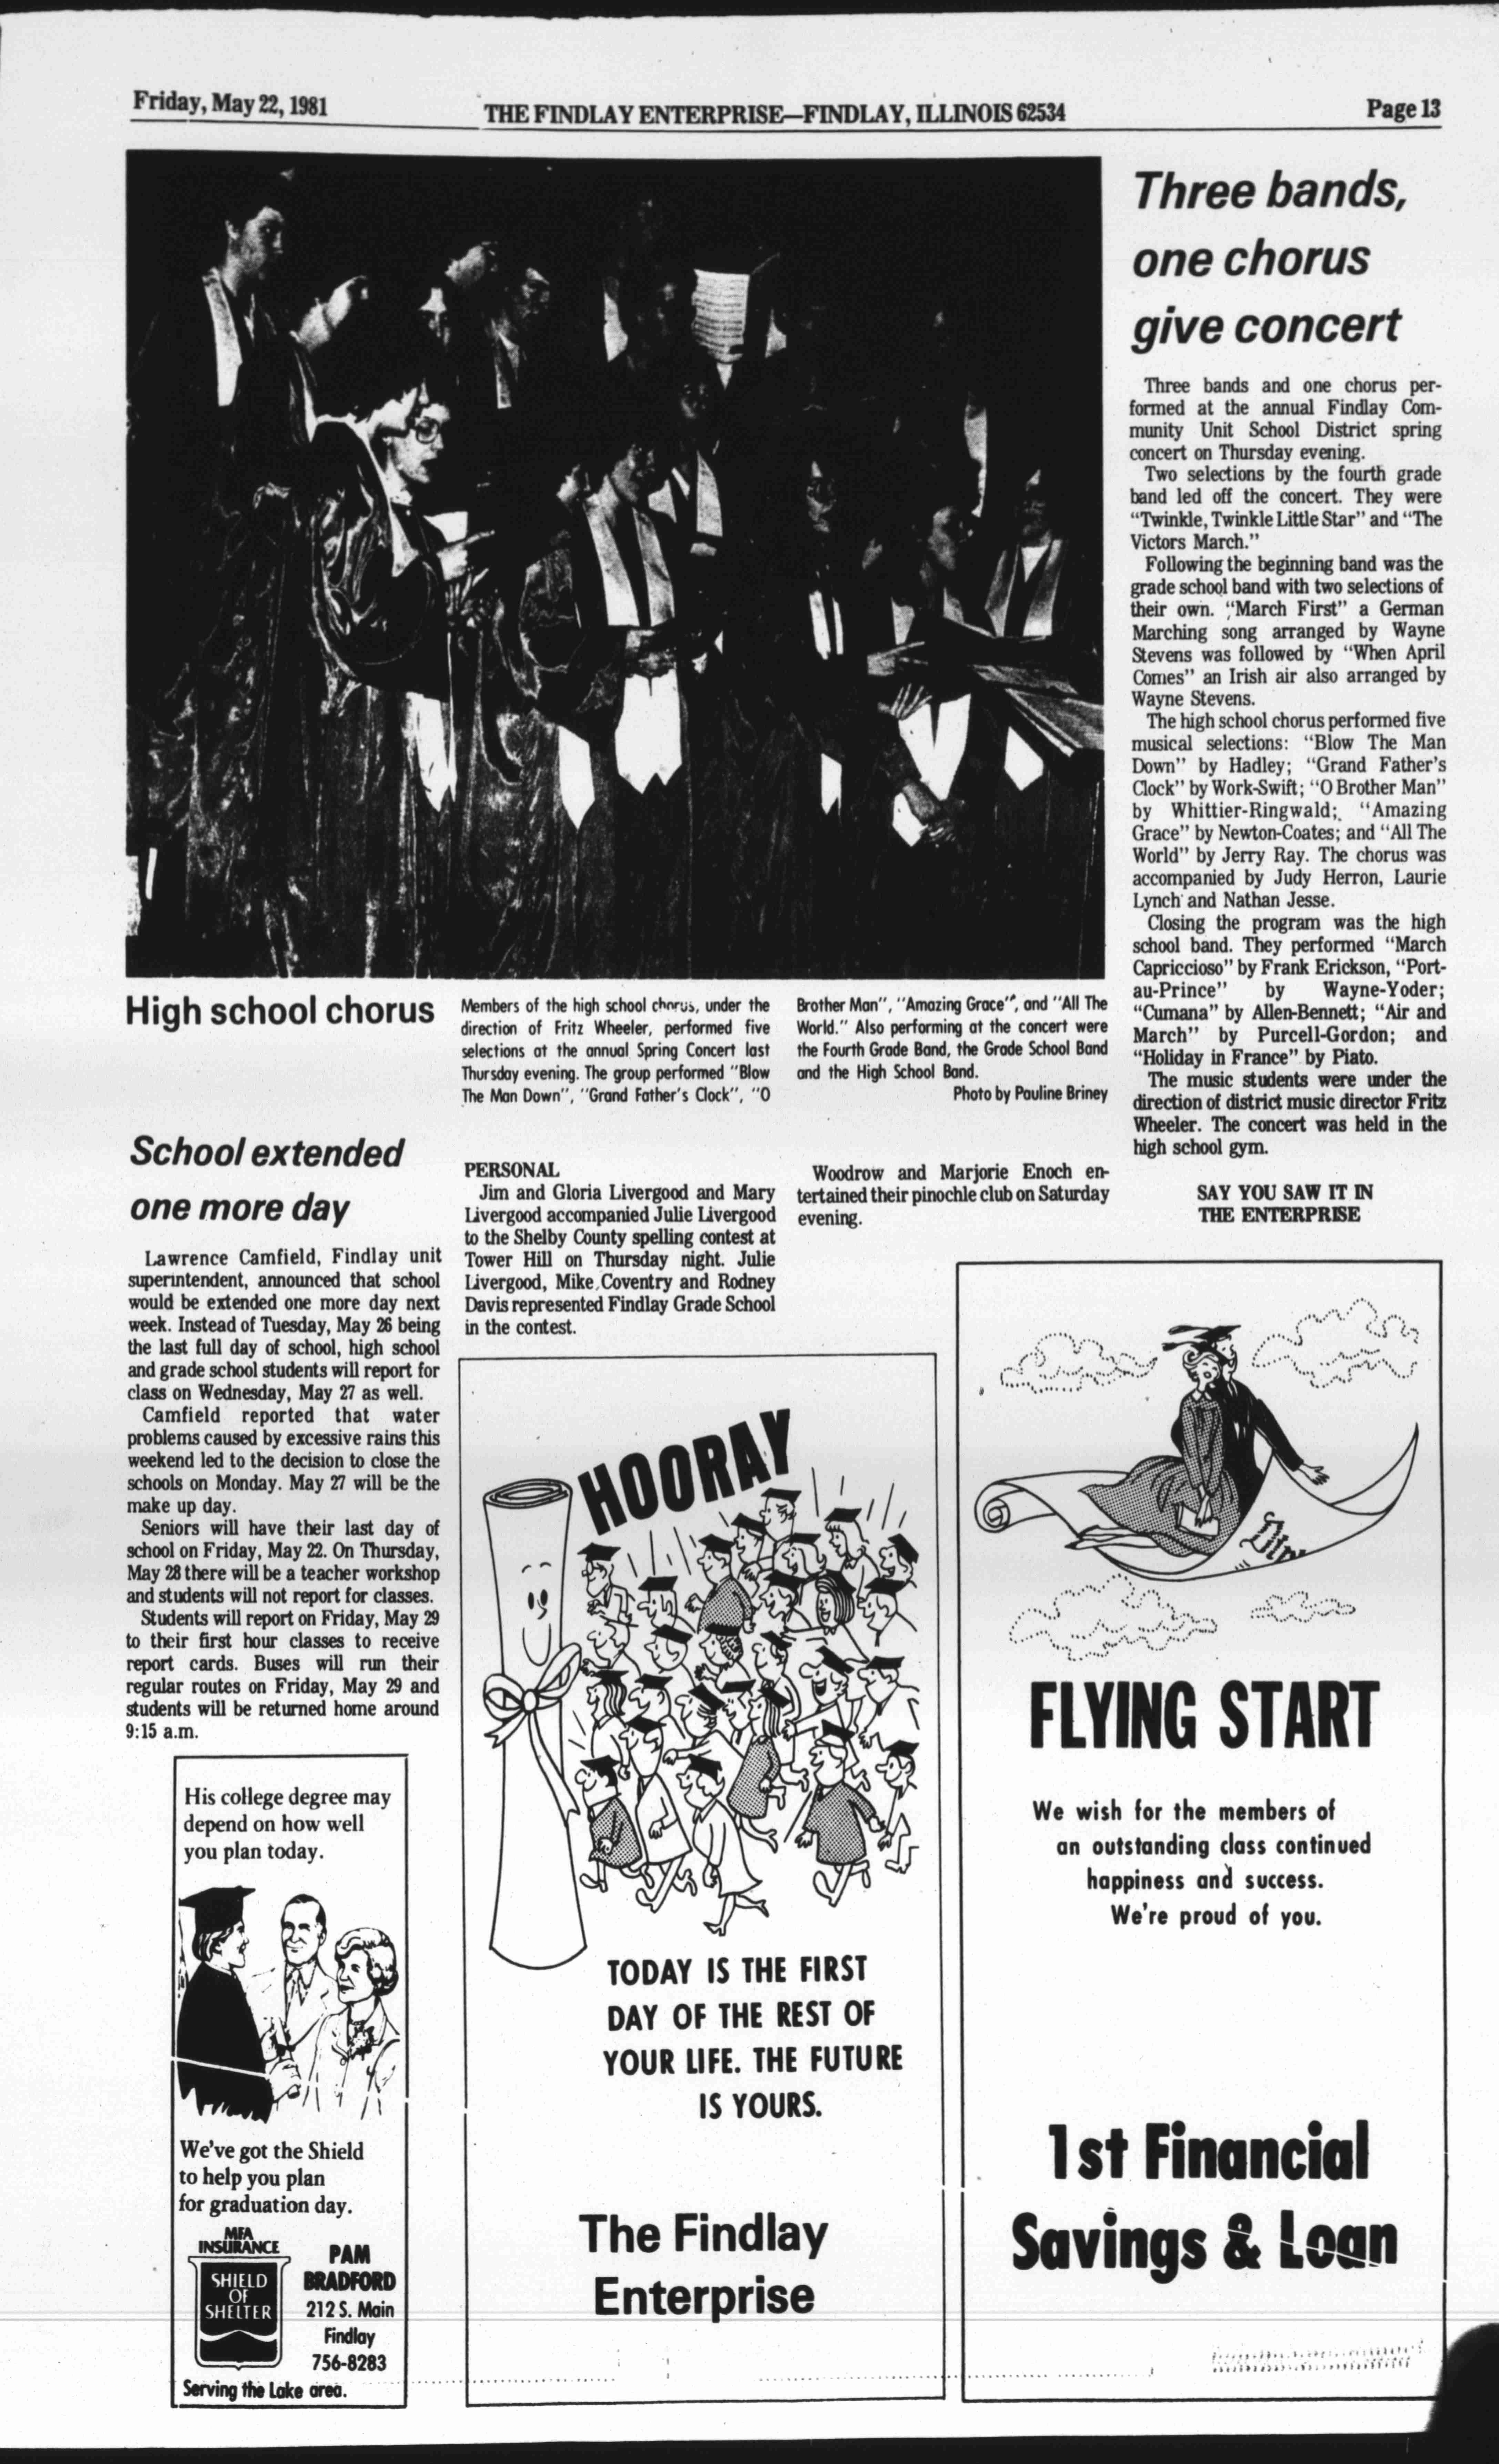 Friday, May 22, 1981
THE FINDLAY ENTERPRISE—FINDLAY, ILLINOIS 62534
Page 13
Three bands,
one chorus
give concert
Three bands and one chorus per-
formed at the annual Findlay Com-
munity Unit School District spring
concert on Thursday evening.
Two selections by the fourth grade
band led off the concert. They were
"Twinkle, Twinkle Little Star" and "The
Victors March."
Following the beginning band was the
grade school band with two selections of
their own. "March First" a German
Marching song arranged by Wayne
Stevens was followed by "When April
Comes" an Irish air also arranged by
Wayne Stevens.
The high school chorus performed five
musical selections: "Blow The Man
Down" by Hadley; "Grand Father's
Clock" by Work-Swift; "O Brother Man"
by Whittier-Ringwald; "Amazing
Grace" by Newton-Coates; and "All The
World" by Jerry Ray. The chorus was
accompanied by Judy Herron, Laurie
Lynch and Nathan Jesse.
Closing the program was the high
school band. They performed "March
Capriccioso" by Frank Erickson, "Port-
au-Prince" by Wayne-Yoder;
"Cumana" by Allen-Bennett; "Air and
March" by Purcell-Gordon; and
"Holiday in France" by Piato.
The music students were under the
direction of district music director Fritz
Wheeler. The concert was held in the
high school gym.
SAY YOU SAW IT IN
THE ENTERPRISE
High school chorus
Members of the high school chorus, under the
direction of Fritz Wheeler, performed five
selections at the annual Spring Concert last
Thursday evening. The group performed "Blow
The Man Down", "Grand Father's Clock", "O
Brother Man", "Amazing Grace", and "All The
World." Also performing at the concert were
the Fourth Grade Band, the Grade School Band
and the High School Band.
Photo by Pauline Briney
School extended
one more day
Lawrence Camfield, Findlay unit
superintendent, announced that school
would be extended one more day next
week. Instead of Tuesday, May 26 being
the last full day of school, high school
and grade school students will report for
class on Wednesday, May 27 as well.
Camfield reported that water
problems caused by excessive rains this
weekend led to the decision to close the
schools on Monday. May 27 will be the
make up day.
Seniors will have their last day of
school on Friday, May 22. On Thursday,
May 28 there will be a teacher workshop
and students will not report for classes.
Students will report on Friday, May 29
to their first hour classes to receive
report cards. Buses will run their
regular routes on Friday, May 29 and
students will be returned home around
9:15 a.m.
PERSONAL
Jim and Gloria Livergood and Mary
Livergood accompanied Julie Livergood
to the Shelby County spelling contest at
Tower Hill on Thursday night. Julie
Livergood, Mike Coventry and Rodney
Davis represented Findlay Grade School
in the contest.
Woodrow and Marjorie Enoch en-
tertained their pinochle club on Saturday
evening.
His college degree may
depend on how well
you plan today.
We've got the Shield
to help you plan
for graduation day.
MFA
INSURANCE
SHIELD
OF
SHELTER
PAM
BRADFORD
212 S. Main
Findlay
756-8283
Serving the Lake area.
HOORAY
TODAY IS THE FIRST
DAY OF THE REST OF
YOUR LIFE. THE FUTURE
IS YOURS.
The Findlay
Enterprise
Dip
FLYING START
We wish for the members of
an outstanding class continued
happiness and success.
We're proud of you.
1st Financial
Savings & Loan